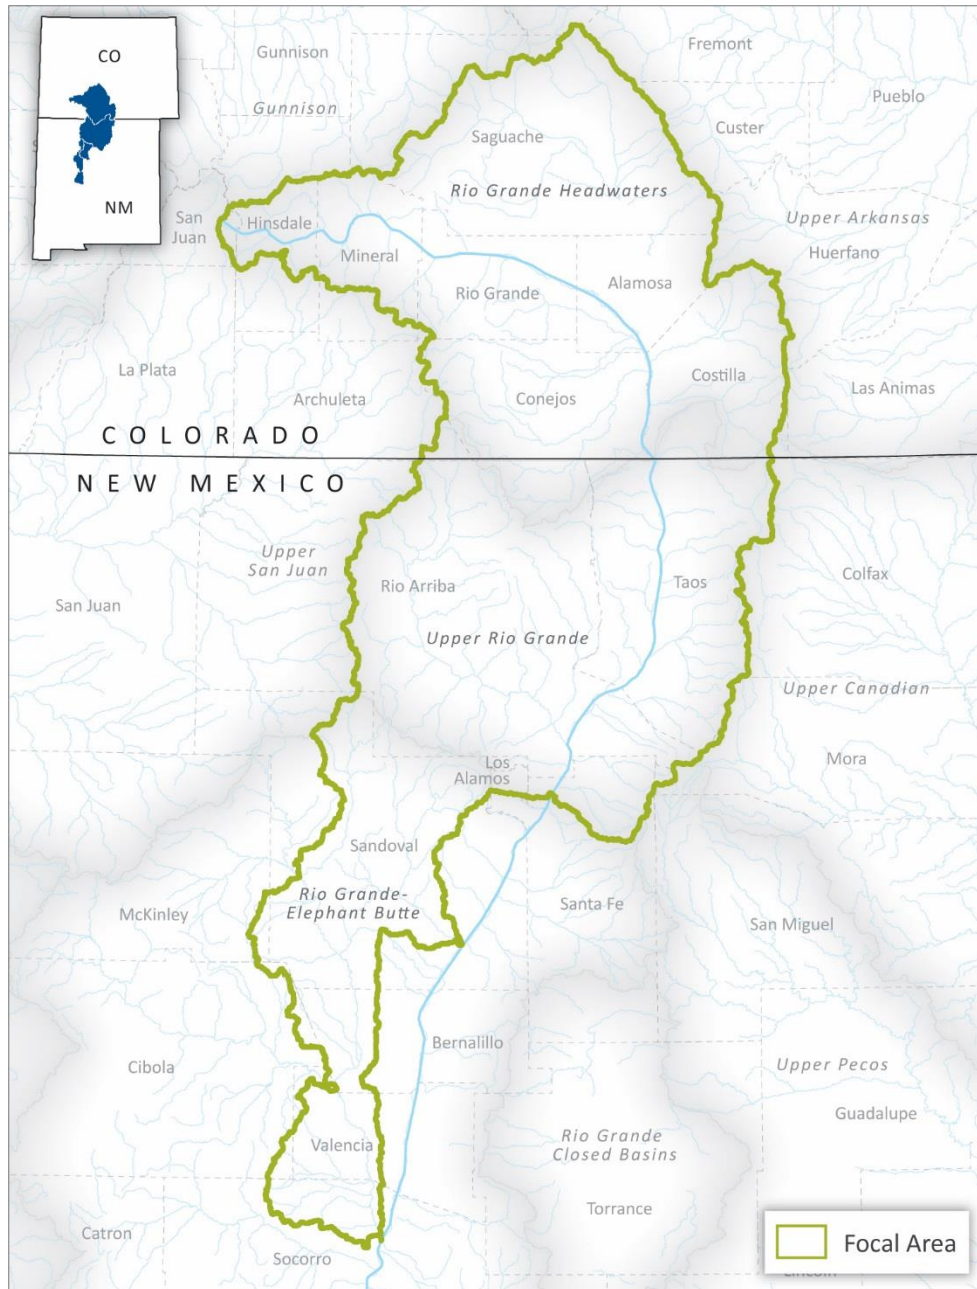 CO
NM
Gunnison
Gunnison
Fremont
Pueblo
Custer
Saguache
Rio Grande Headwaters
Upper Arkansas
Huerfano
San
Juan
Hinsdale
Mineral
Rio Grande
Alamosa
La Plata
Archuleta
Conejos
Costilla
Las Animas
COLORADO
NEW MEXICO
Upper
San Juan
San Juan
Rio Arriba
Taos
Colfax
Upper Rio Grande
Upper Canadian
Los
Alamos
Mora
Sandoval
Rio Grande-
Elephant Butte
McKinley
Santa Fe
San Miguel
Bernalillo
Cibola
Upper Pecos
Guadalupe
Valencia
Rio Grande
Closed Basins
Torrance
Catron
Socorro
Focal Area